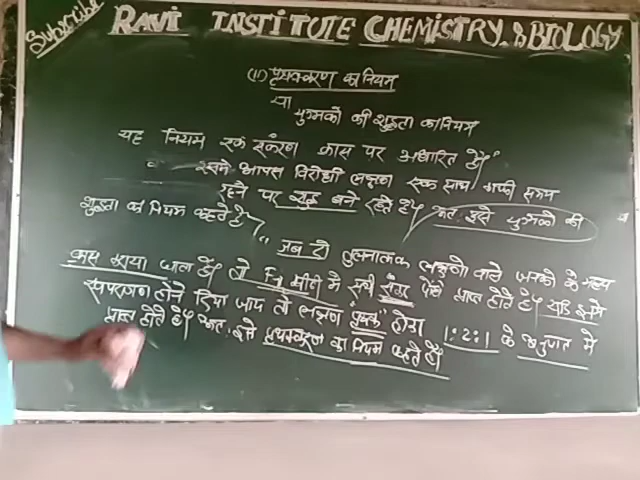 Subscribe
RAVI INSTITUTE CHEMISTRY & BIOLOGY
(II) पृथक्करण का नियम
या
युग्मकों की शुद्धता का नियम
यह नियम एक संकरण क्रास पर आधारित है।
इसमे आपस विरोधी लक्षण एक साथ काफी समय
रहने पर शुद्ध बने रहते है। अतः इसे युग्मकों की
शुद्धता का नियम कहते है।
"जब दो तुलनात्मक लक्षणो वाले जनकों के मध्य
क्रास कराया जाता है। तो F1 पीढी मे सभी संकर पौधे प्राप्त होते है। यदि इनमे
स्वपरागण होने दिया जाय तो लक्षण पृथक होकर 1:2:1 के अनुपात मे
प्राप्त होते है। अतः इसे पृथक्करण का नियम कहते है।